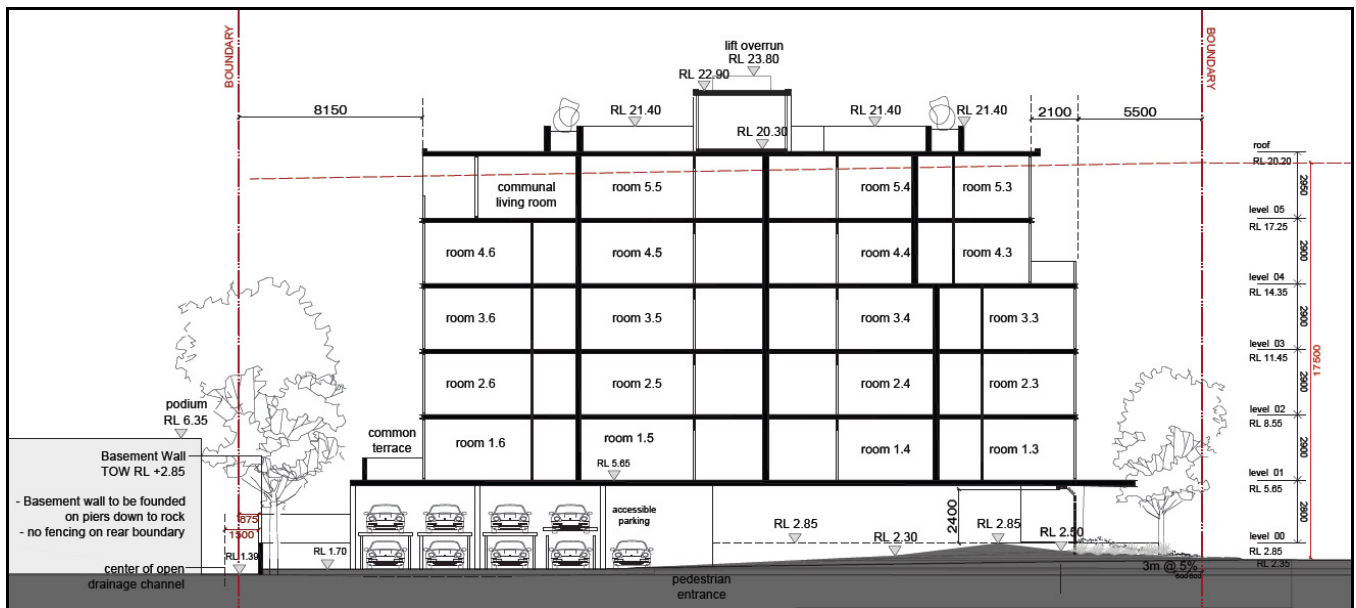 BOUNDARY
BOUNDARY
lift overrun
RL 23.80
RL 22.90
8150
RL 21.40
RL 21.40
RL 21.40
2100
5500
RL 20.30
roof
RL 20.20
communal
living room
room 5.5
room 5.4
room 5.3
2950
level 05
RL 17.25
room 4.6
room 4.5
room 4.4
room 4.3
2900
level 04
RL 14.35
room 3.6
room 3.5
room 3.4
room 3.3
2900
17500
level 03
RL 11.45
room 2.6
room 2.5
room 2.4
room 2.3
2900
podium
RL 6.35
level 02
RL 8.55
common
terrace
room 1.6
room 1.5
room 1.4
room 1.3
2900
RL 5.65
level 01
RL 5.65
Basement Wall
TOW RL +2.85
- Basement wall to be founded
on piers down to rock
- no fencing on rear boundary
accessible
parking
2400
2800
875
1500
RL 2.85
RL 2.30
RL 2.85
RL 2.50
level 00
RL 2.85
RL 1.39
RL 1.70
center of open
drainage channel
pedestrian
entrance
3m @ 5%
RL 2.35